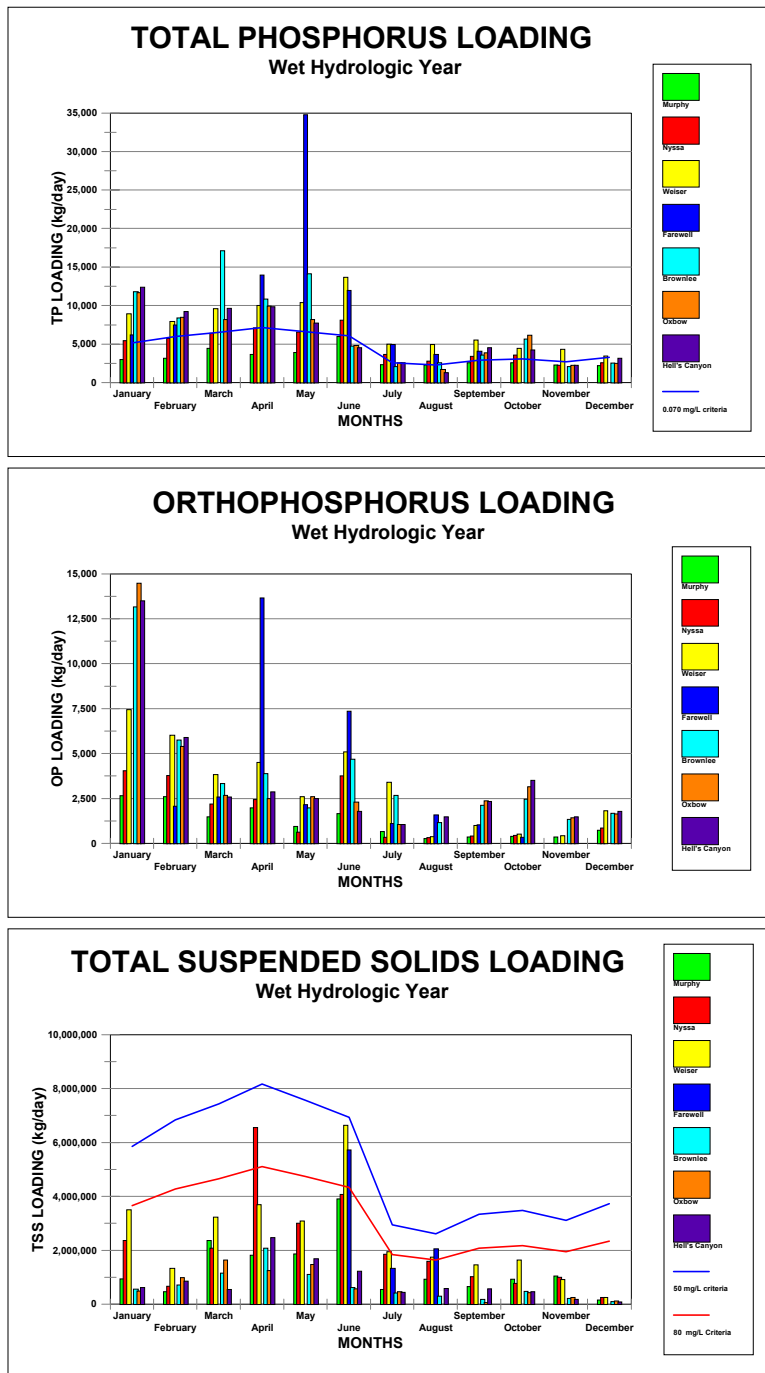 TOTAL PHOSPHORUS LOADING
Wet Hydrologic Year
TP LOADING (kg/day)
35,000
30,000
25,000
20,000
15,000
10,000
5,000
0
January
February
March
April
May
June
July
August
September
October
November
December
MONTHS
Murphy
Nyssa
Weiser
Farewell
Brownlee
Oxbow
Hell's Canyon
0.070 mg/L criteria
ORTHOPHOSPHORUS LOADING
Wet Hydrologic Year
OP LOADING (kg/day)
15,000
12,500
10,000
7,500
5,000
2,500
0
January
February
March
April
May
June
July
August
September
October
November
December
MONTHS
Murphy
Nyssa
Weiser
Farewell
Brownlee
Oxbow
Hell's Canyon
TOTAL SUSPENDED SOLIDS LOADING
Wet Hydrologic Year
TSS LOADING (kg/day)
10,000,000
8,000,000
6,000,000
4,000,000
2,000,000
0
January
February
March
April
May
June
July
August
September
October
November
December
MONTHS
Murphy
Nyssa
Weiser
Farewell
Brownlee
Oxbow
Hell's Canyon
50 mg/L criteria
80 mg/L Criteria